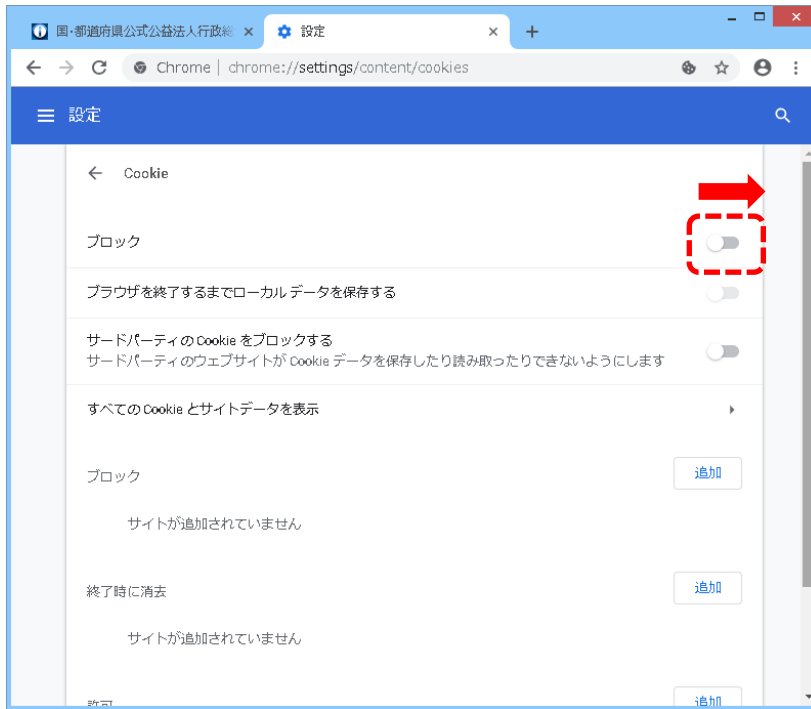 国・都道府県公式公益法人行政総
設定
Chrome | chrome://settings/content/cookies
設定
Cookie
ブロック
ブラウザを終了するまでローカル データを保存する
サードパーティの Cookie をブロックする
サードパーティのウェブサイトが Cookie データを保存したり読み取ったりできないようにします
すべての Cookie とサイトデータを表示
ブロック
追加
サイトが追加されていません
終了時に消去
追加
サイトが追加されていません
許可
追加